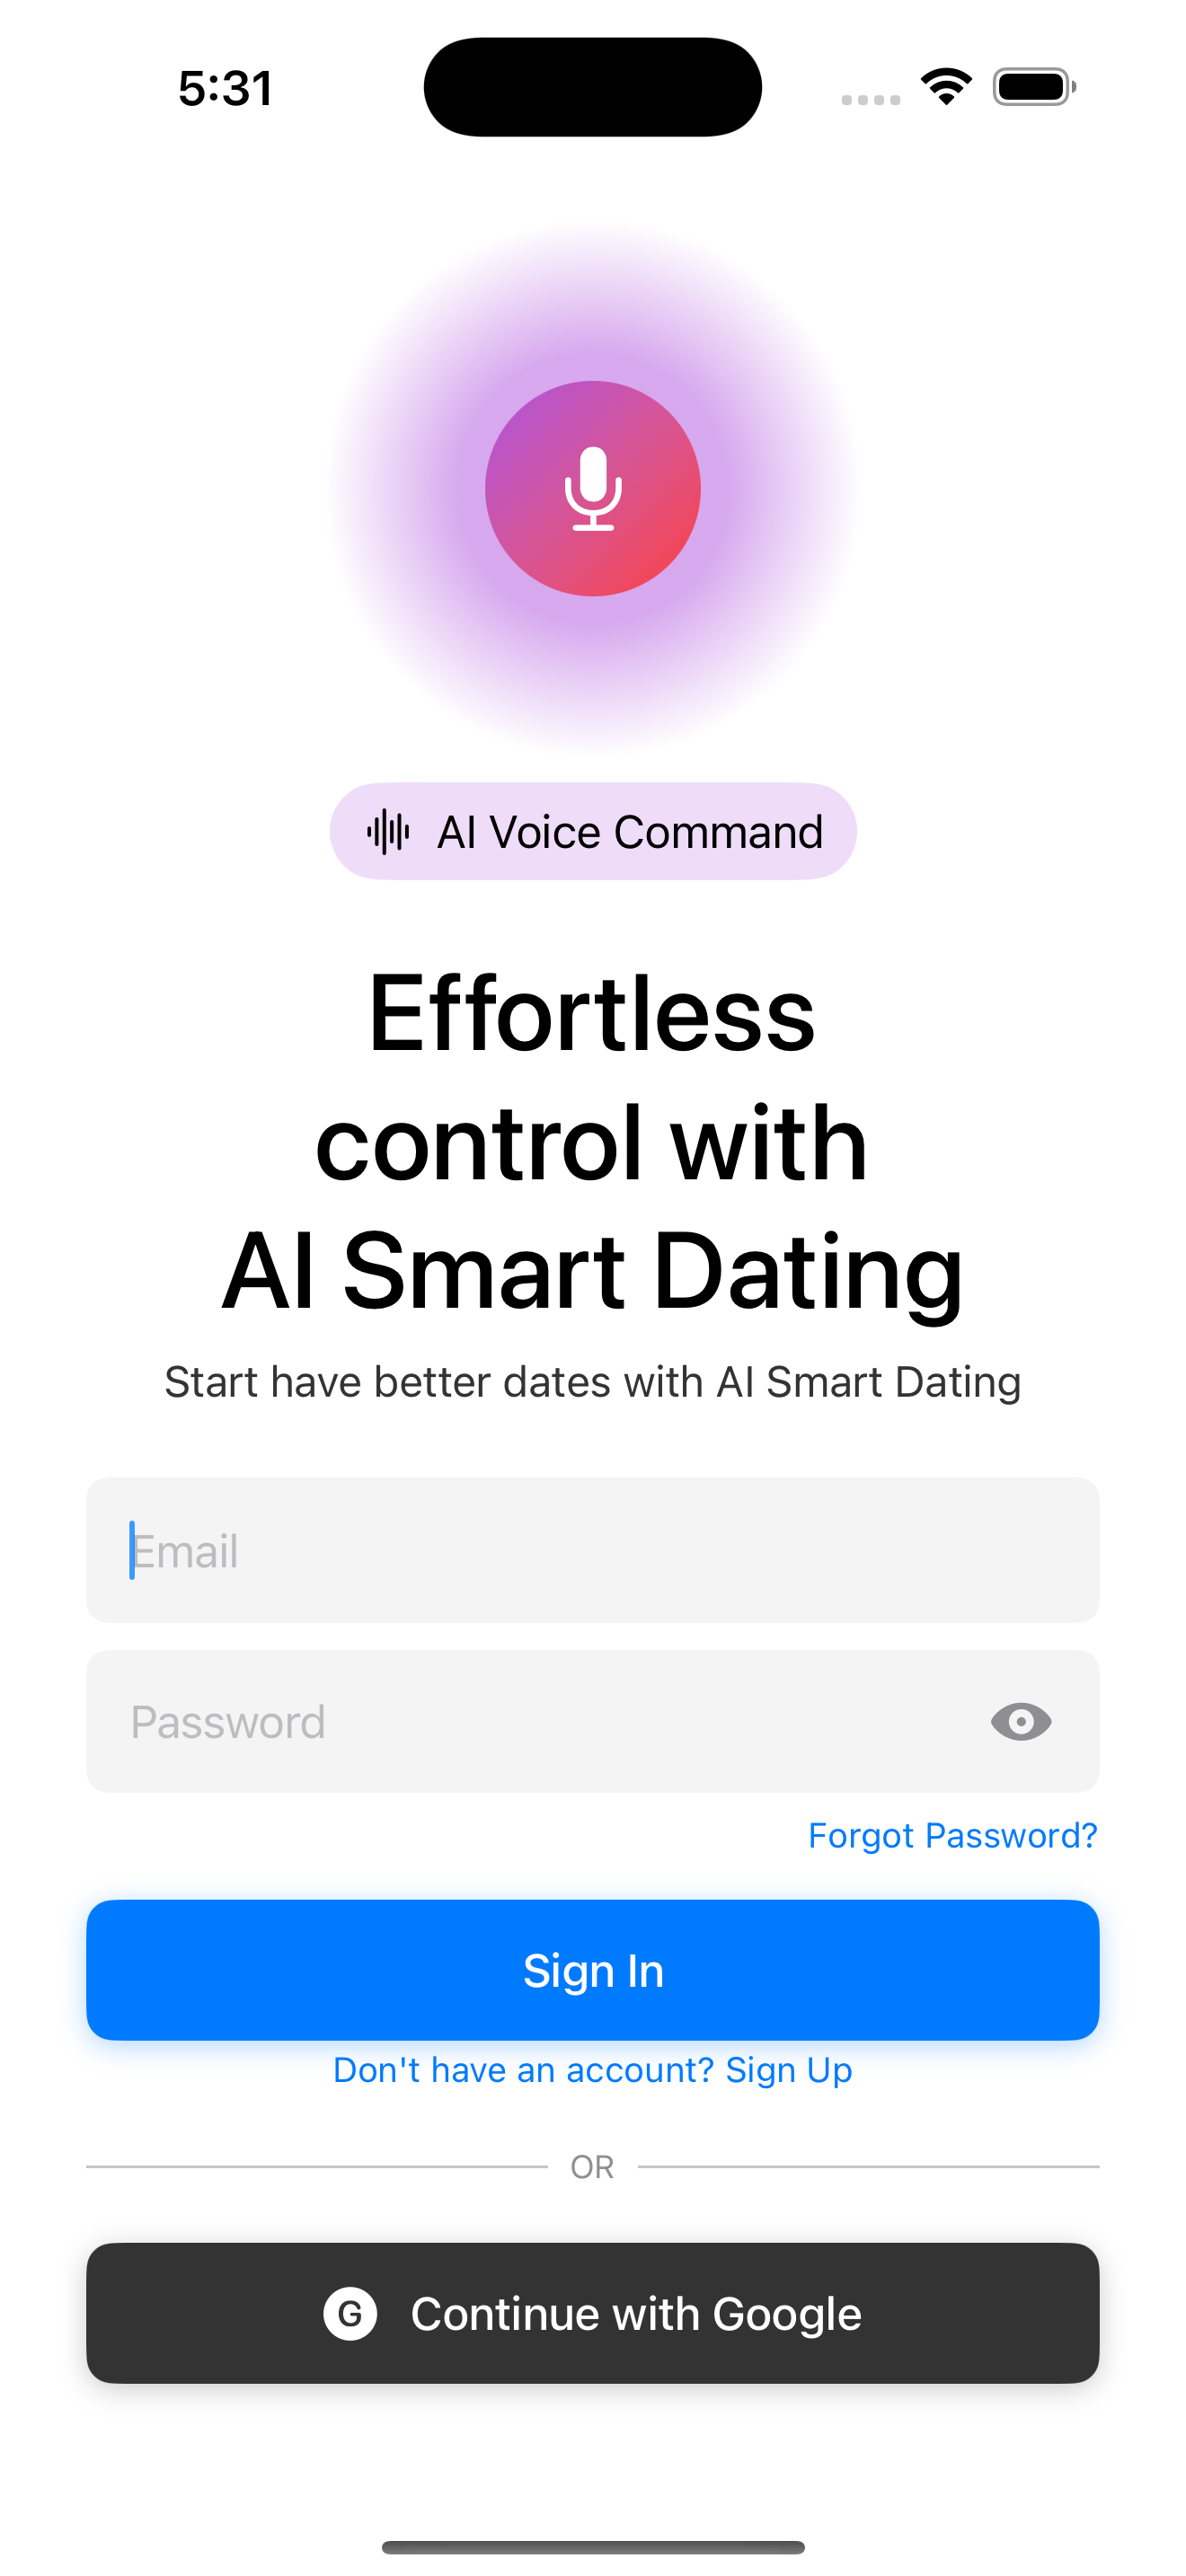 5:31
AI Voice Command
Effortless
control with
AI Smart Dating
Start have better dates with AI Smart Dating
Email
Password
Forgot Password?
Sign In
Don't have an account? Sign Up
OR
G Continue with Google